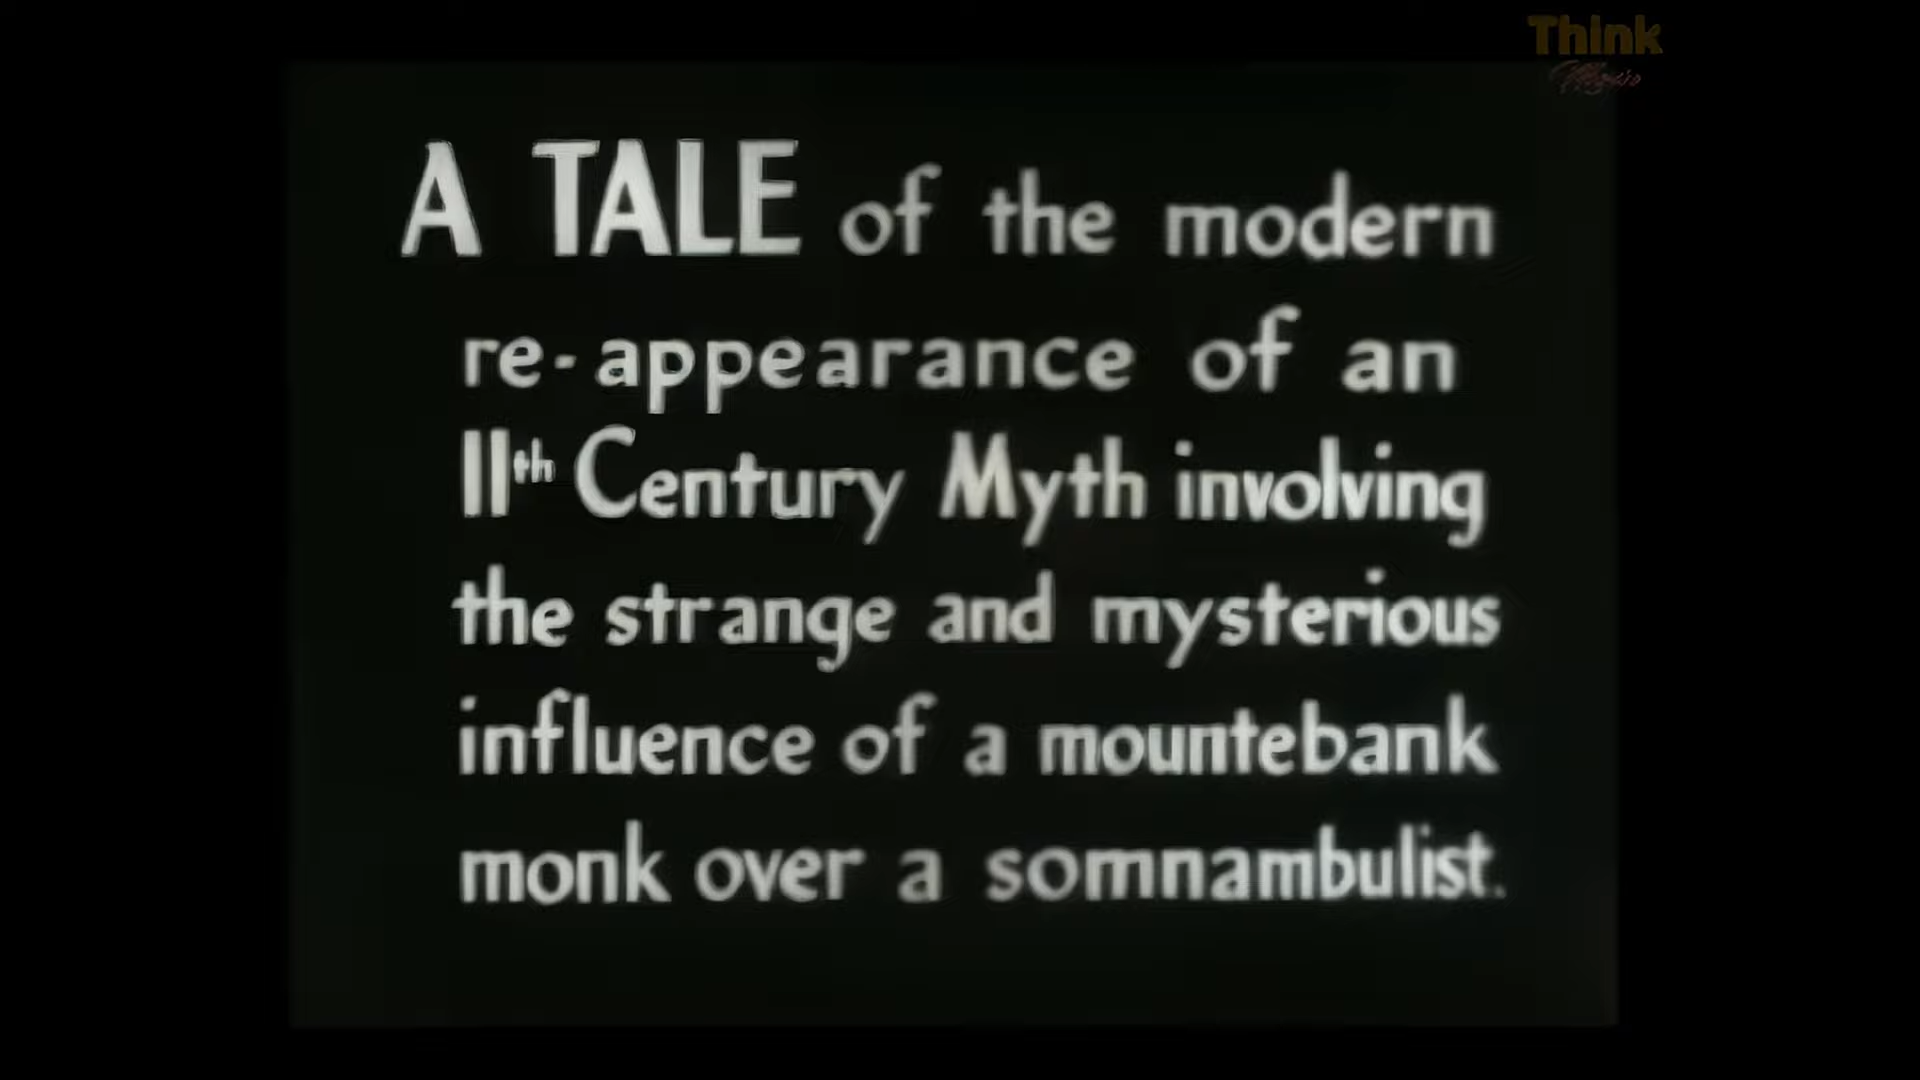 Think
A TALE of the modern
re-appearance of an
11th Century Myth involving
the strange and mysterious
influence of a mountebank
monk over a somnambulist.